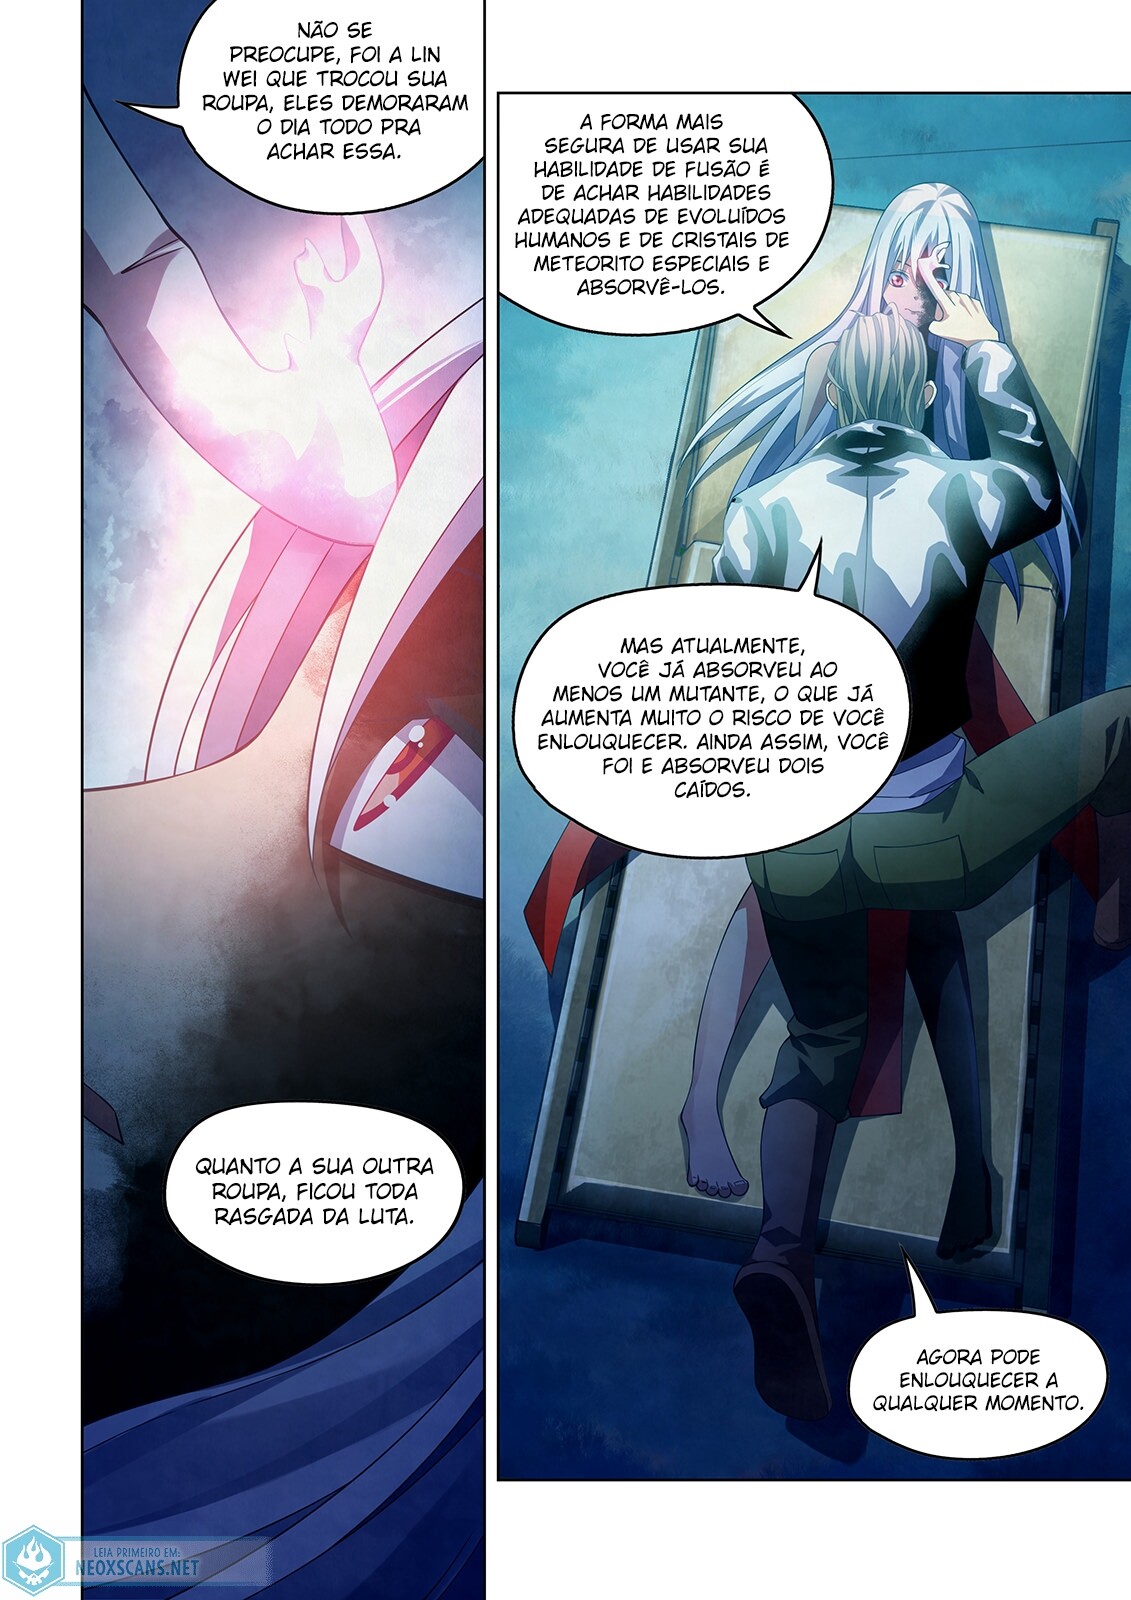 NÃO SE
PREOCUPE, FOI A LIN
WEI QUE TROCOU SUA
ROUPA, ELES DEMORARAM
O DIA TODO PRA
ACHAR ESSA.
QUANTO A SUA OUTRA
ROUPA, FICOU TODA
RASGADA DA LUTA.
A FORMA MAIS
SEGURA DE USAR SUA
HABILIDADE DE FUSÃO É
DE ACHAR HABILIDADES
ADEQUADAS DE EVOLUÍDOS
HUMANOS E DE CRISTAIS DE
METEORITO ESPECIAIS E
ABSORVÊ-LOS.
MAS ATUALMENTE,
VOCÊ JÁ ABSORVEU AO
MENOS UM MUTANTE, O QUE JÁ
AUMENTA MUITO O RISCO DE VOCÊ
ENLOUQUECER. AINDA ASSIM, VOCÊ
FOI E ABSORVEU DOIS
CAÍDOS.
AGORA PODE
ENLOUQUECER A
QUALQUER MOMENTO.
LEIA PRIMEIRO EM:
NEOXSCANS.NET